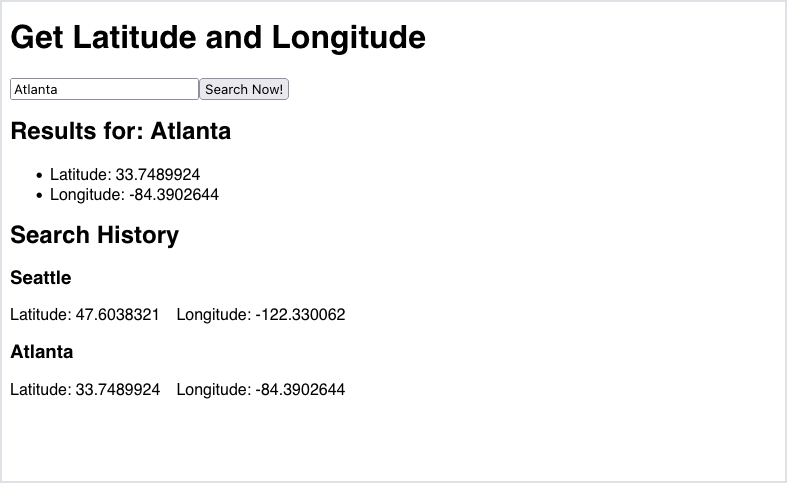 Get Latitude and Longitude
Atlanta Search Now!
Results for: Atlanta
• Latitude: 33.7489924
• Longitude: -84.3902644
Search History
Seattle
Latitude: 47.6038321 Longitude: -122.330062
Atlanta
Latitude: 33.7489924 Longitude: -84.3902644